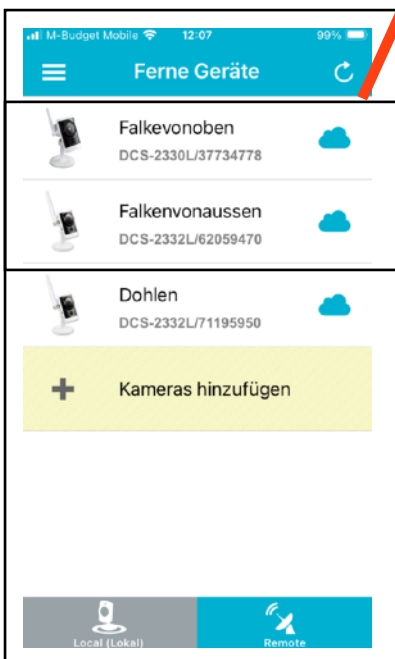 M-Budget Mobile 12:07 99%
Ferne Geräte
Falkevonoben
DCS-2330L/37734778
Falkenvonaussen
DCS-2332L/62059470
Dohlen
DCS-2332L/71195950
+ Kameras hinzufügen
Local (Lokal) Remote